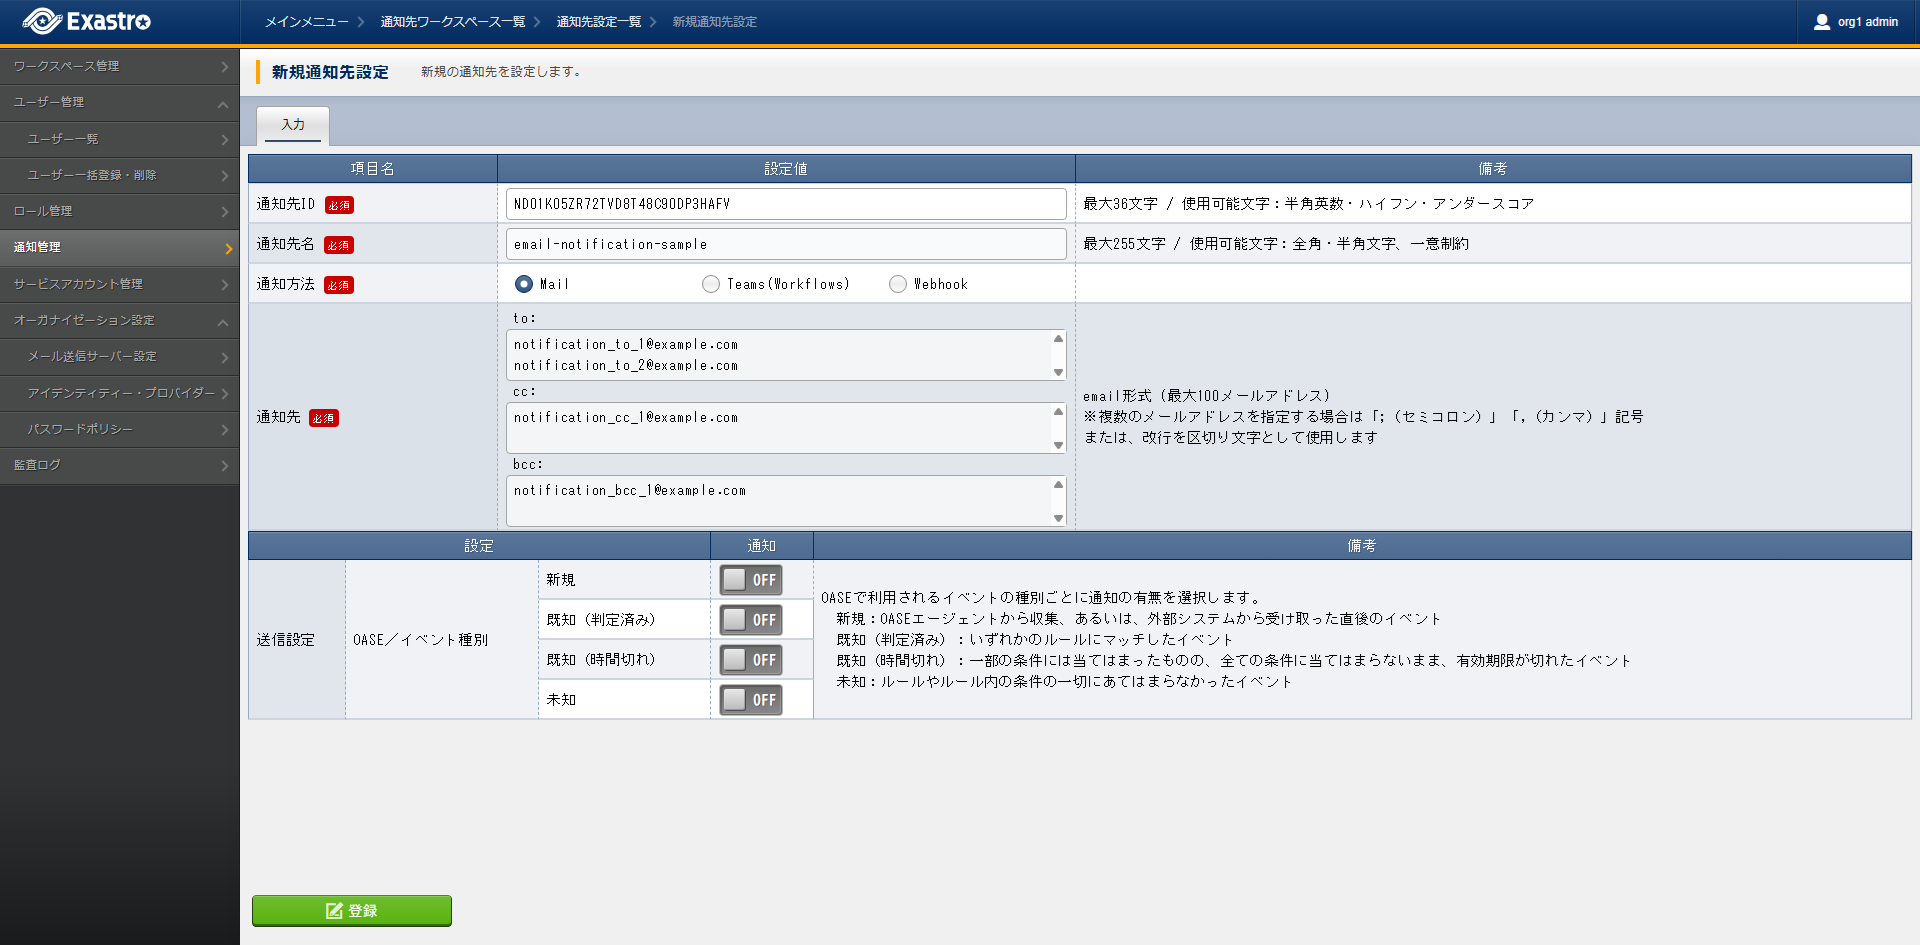 Exastro
メインメニュー
通知先ワークスペース一覧
通知先設定一覧
新規通知先設定
org1 admin
ワークスペース管理
ユーザー管理
ユーザー一覧
ユーザー一括登録・削除
ロール管理
通知管理
サービスアカウント管理
オーガナイゼーション設定
メール送信サーバー設定
アイデンティティー・プロバイダー
パスワードポリシー
監査ログ
新規通知先設定 新規の通知先を設定します。
入力
項目名 設定値 備考
通知先ID 必須 ND01K05ZR72TVD8T48C90DP3HAFV 最大36文字 / 使用可能文字：半角英数・ハイフン・アンダースコア
通知先名 必須 email-notification-sample 最大255文字 / 使用可能文字：全角・半角文字、一意制約
通知方法 必須 Mail Teams(Workflows) Webhook
通知先 必須
to:
notification_to_1@example.com
notification_to_2@example.com
cc:
notification_cc_1@example.com
bcc:
notification_bcc_1@example.com
email形式（最大100メールアドレス）
※複数のメールアドレスを指定する場合は「;（セミコロン）」「,（カンマ）」記号
または、改行を区切り文字として使用します
設定 通知 備考
送信設定 OASE／イベント種別
新規 OFF
既知（判定済み） OFF
既知（時間切れ） OFF
未知 OFF
OASEで利用されるイベントの種別ごとに通知の有無を選択します。
新規：OASEエージェントから収集、あるいは、外部システムから受け取った直後のイベント
既知（判定済み）：いずれかのルールにマッチしたイベント
既知（時間切れ）：一部の条件には当てはまったものの、全ての条件に当てはまらないまま、有効期限が切れたイベント
未知：ルールやルール内の条件の一切にあてはまらなかったイベント
登録